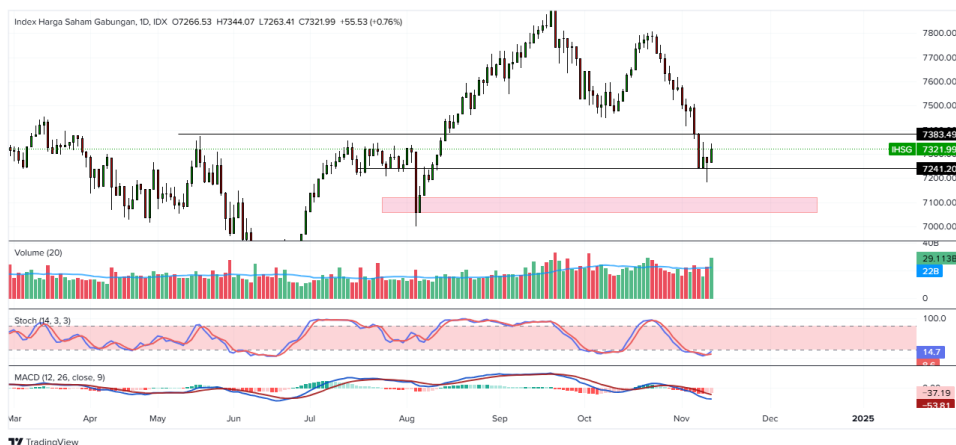 Index Harga Saham Gabungan, 1D, IDX O7266.53 H7344.07 L7263.41 C7321.99 +55.53 (+0.76%)
7800.00
7700.00
7600.00
7500.00
7383.49
IHSG 7321.99
7241.20
7100.00
7000.00
40B
Volume (20)
29.113B
22B
0
Stoch (14, 3, 3)
100.0
14.7
MACD (12, 26, close, 9)
−37.19
−53.81
Mar Apr May Jun Jul Aug Sep Oct Nov Dec 2025
TradingView